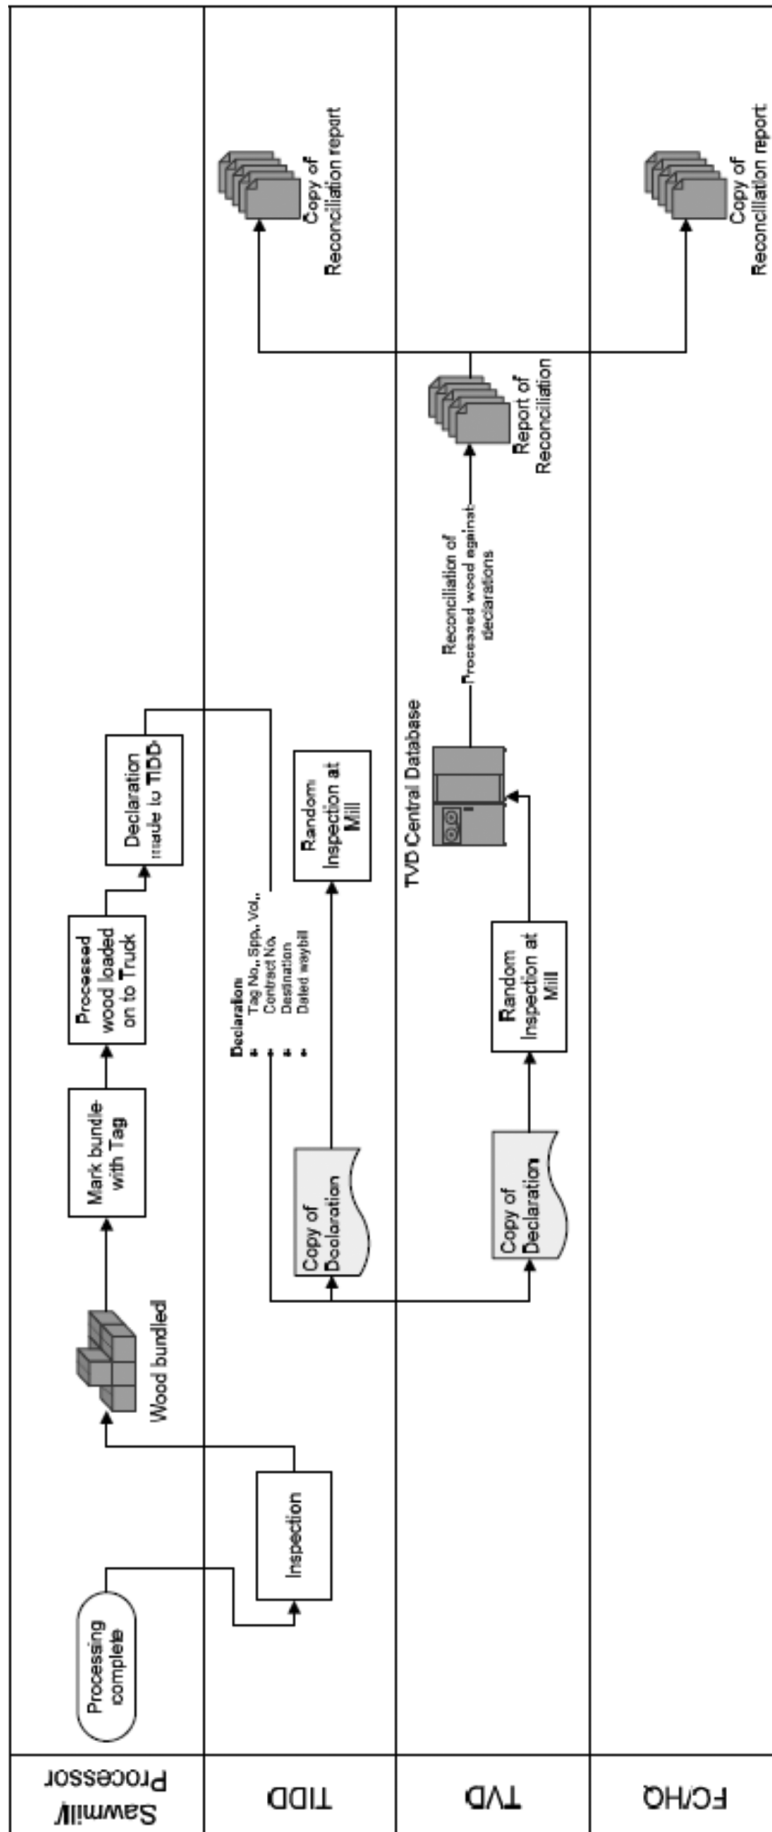 Sawmill/
Processor
Processing
complete
Wood bundled
Mark bundle
with Tag
Processed
wood loaded
on to Truck
Declaration
made to TIDD
TIDD
Inspection
Copy of
Declaration
Declaration
Tag No., Spp., Vol.,
Contract No.
Destination
Dated waybill
Random
Inspection at
Mill
Copy of
Reconciliation report
TVD
Copy of
Declaration
Random
Inspection at
Mill
TVD Central Database
Reconciliation of
Processed wood against
declarations
Report of
Reconciliation
FC/HQ
Copy of
Reconciliation report